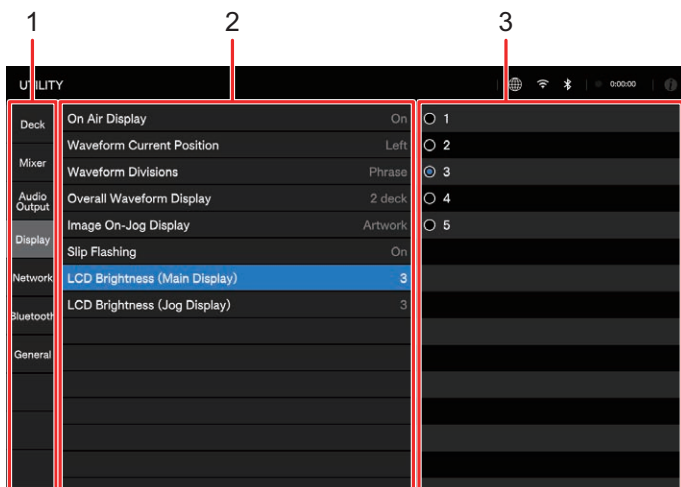 1 2 3
UTILITY 0:00:00
Deck
Mixer
Audio
Output
Display
Network
Bluetooth
General
On Air Display On
Waveform Current Position Left
Waveform Divisions Phrase
Overall Waveform Display 2 deck
Image On-Jog Display Artwork
Slip Flashing On
LCD Brightness (Main Display) 3
LCD Brightness (Jog Display) 3
1
2
3
4
5